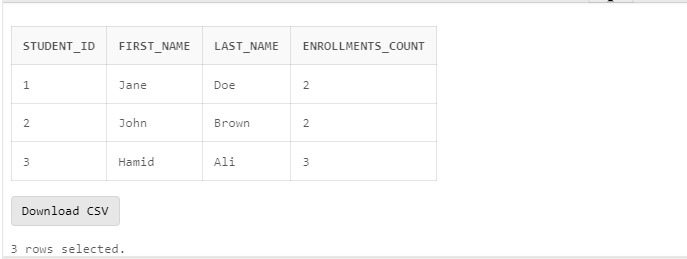 STUDENT_ID FIRST_NAME LAST_NAME ENROLLMENTS_COUNT
1 Jane Doe 2
2 John Brown 2
3 Hamid Ali 3
Download CSV
3 rows selected.